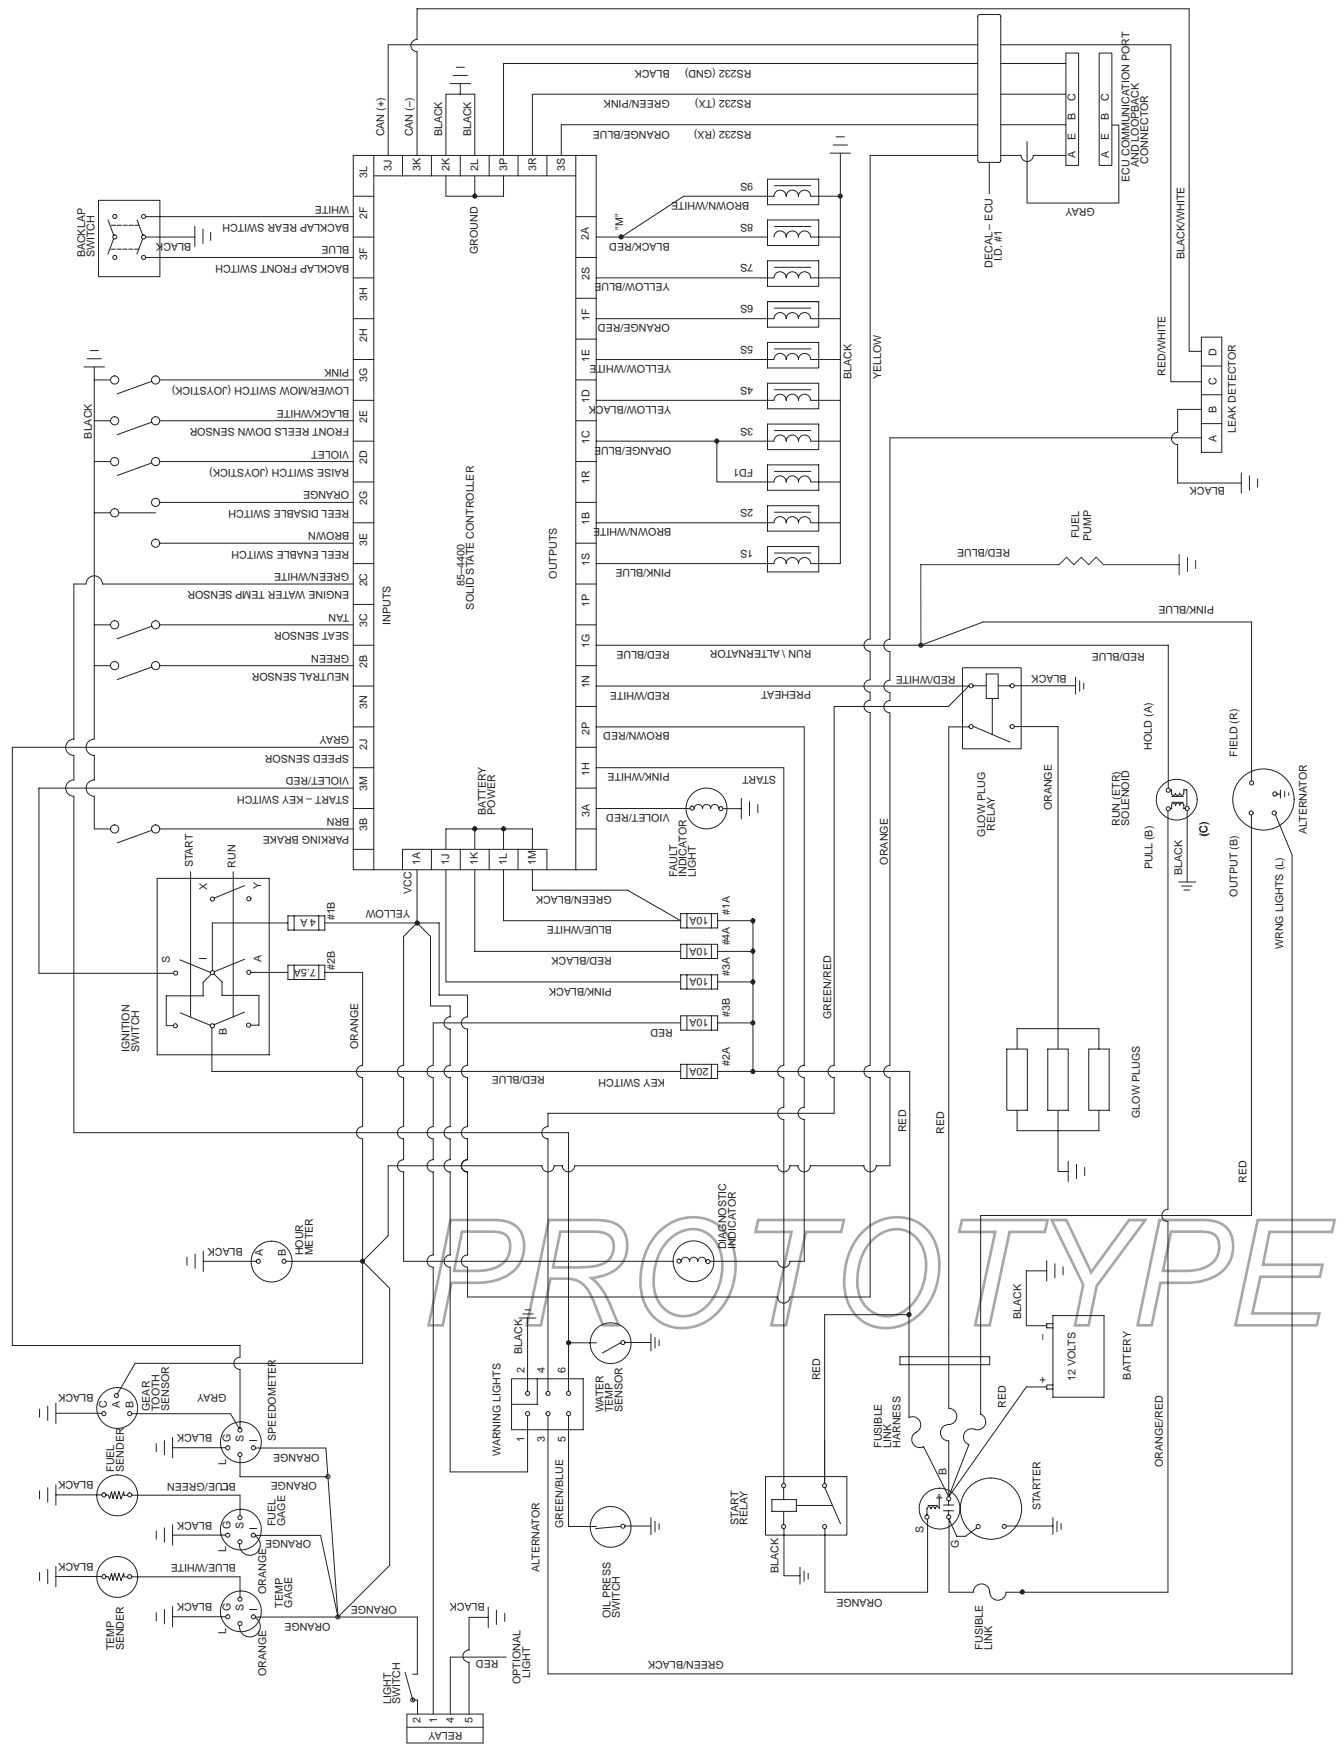 CAN (+)
CAN (–)
BLACK
BLACK
BLACK
RS232 (GND)
GREEN/PINK
RS232 (TX)
ORANGE/BLUE
RS232 (RX)
A E B C
A E B C
ECU COMMUNICATION PORT
AND LOOPBACK
CONNECTOR
GRAY
DECAL – ECU
I.D. #1
BLACK/WHITE
RED/WHITE
BACKLAP
SWITCH
BLACK
WHITE
BACKLAP REAR SWITCH
BLUE
BACKLAP FRONT SWITCH
3L
3J
3K
2K
2L
3P
3R
3S
GROUND
2F
3F
3H
2H
3G
2E
2D
2G
3E
2C
3C
2B
3N
2J
3M
3B
INPUTS
85–4400
SOLID STATE CONTROLLER
OUTPUTS
2A
2S
1F
1E
1D
1C
1R
1B
1S
1P
1G
1N
2P
1H
3A
"M"
BROWN/WHITE
9S
BLACK/RED
8S
YELLOW/BLUE
7S
ORANGE/RED
6S
YELLOW/WHITE
5S
YELLOW/BLACK
4S
ORANGE/BLUE
3S
FD1
BROWN/WHITE
2S
PINK/BLUE
1S
BLACK
YELLOW
BLACK
PINK
LOWER/MOW SWITCH (JOYSTICK)
BLACK/WHITE
FRONT REELS DOWN SENSOR
VIOLET
RAISE SWITCH (JOYSTICK)
ORANGE
REEL DISABLE SWITCH
BROWN
REEL ENABLE SWITCH
GREEN/WHITE
ENGINE WATER TEMP SENSOR
TAN
SEAT SENSOR
GREEN
NEUTRAL SENSOR
GRAY
SPEED SENSOR
VIOLET/RED
START – KEY SWITCH
BRN
PARKING BRAKE
A B C D
LEAK DETECTOR
BLACK
FUEL
PUMP
RED/BLUE
PINK/BLUE
RED/BLUE
RUN \ ALTERNATOR
RED/BLUE
RED/WHITE
PREHEAT
RED/WHITE
BLACK
BROWN/RED
PINK/WHITE
START
VIOLET/RED
FAULT
INDICATOR
LIGHT
GLOW PLUG
RELAY
ORANGE
ORANGE
HOLD (A)
RUN (ETR)
SOLENOID
PULL (B)
BLACK
(C)
FIELD (R)
ALTERNATOR
OUTPUT (B)
WRNG LIGHTS (L)
BATTERY
POWER
VCC
1A
1J
1K
1L
1M
START
RUN
X
Y
S
I
A
B
IGNITION
SWITCH
4 A
#1B
7.5A
#2B
YELLOW
ORANGE
GREEN/BLACK
BLUE/WHITE
10A
#1A
RED/BLACK
10A
#4A
PINK/BLACK
10A
#3A
RED
10A
#3B
RED/BLUE
KEY SWITCH
20A
#2A
GREEN/RED
RED
RED
GLOW PLUGS
RED
PROTOTYPE
DIAGNOSTIC
INDICATOR
BLACK
A
B
HOUR
METER
BLACK
C
A
B
GEAR
TOOTH
SENSOR
GRAY
SPEEDOMETER
BLACK
L
G
S
I
ORANGE
ORANGE
FUEL
SENDER
BLACK
BLUE/GREEN
BLACK
L
G
S
I
FUEL
GAGE
ORANGE
ORANGE
TEMP
SENDER
BLACK
BLUE/WHITE
BLACK
L
G
S
I
TEMP
GAGE
ORANGE
ORANGE
ORANGE
BLACK
WARNING LIGHTS
BLACK
1
2
3
4
5
6
WATER
TEMP
SENSOR
ALTERNATOR
GREEN/BLUE
OIL PRESS
SWITCH
RED
START
RELAY
BLACK
ORANGE
FUSIBLE
LINK
HARNESS
RED
BLACK
–
+
12 VOLTS
BATTERY
B
S
G
STARTER
ORANGE/RED
FUSIBLE
LINK
GREEN/BLACK
LIGHT
SWITCH
RED
OPTIONAL
LIGHT
2
1
4
5
RELAY